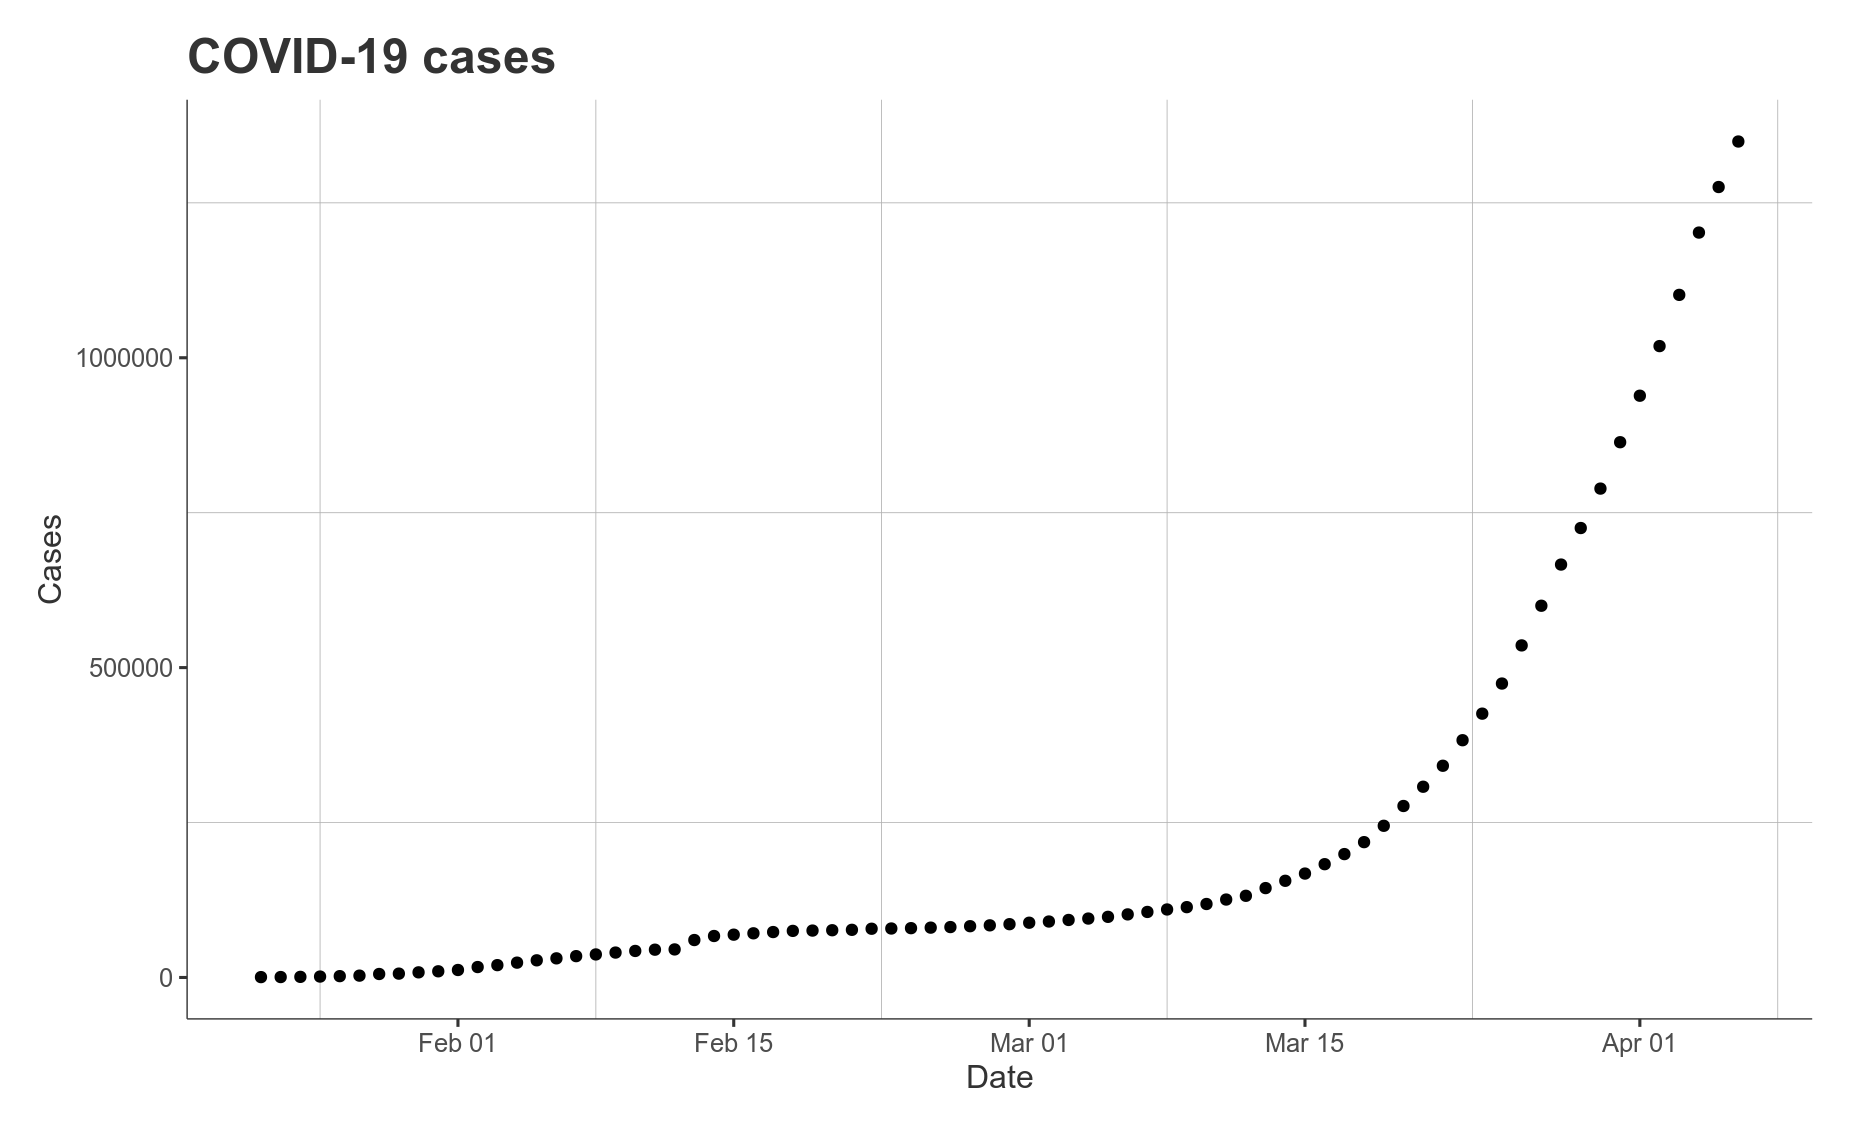 COVID-19 cases
1000000
500000
0
Cases
Feb 01 Feb 15 Mar 01 Mar 15 Apr 01
Date